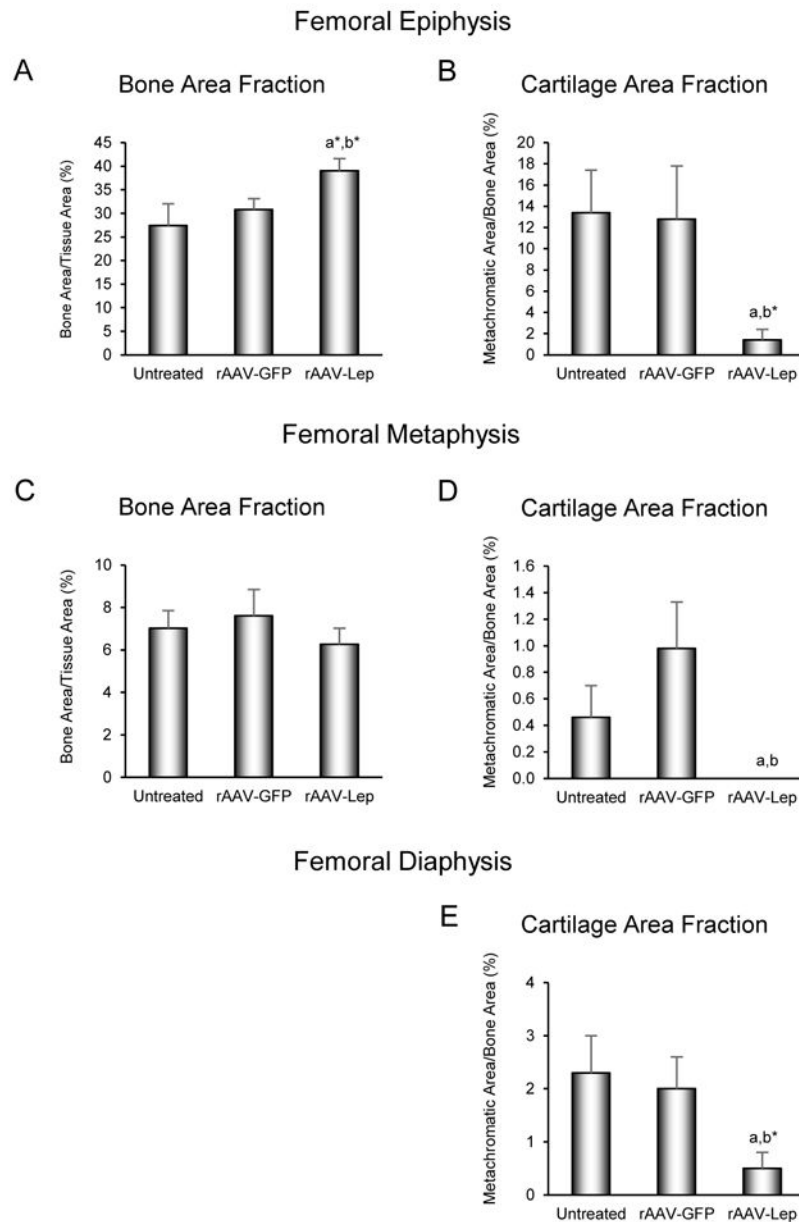 Femoral Epiphysis
A
Bone Area Fraction
Bone Area/Tissue Area (%)
45
40
35
30
25
20
15
10
5
0
a*,b*
Untreated rAAV-GFP rAAV-Lep
B
Cartilage Area Fraction
Metachromatic Area/Bone Area (%)
20
18
16
14
12
10
8
6
4
2
0
a,b*
Untreated rAAV-GFP rAAV-Lep
Femoral Metaphysis
C
Bone Area Fraction
Bone Area/Tissue Area (%)
10
8
6
4
2
0
Untreated rAAV-GFP rAAV-Lep
D
Cartilage Area Fraction
Metachromatic Area/Bone Area (%)
1.6
1.4
1.2
1.0
0.8
0.6
0.4
0.2
0.0
a,b
Untreated rAAV-GFP rAAV-Lep
Femoral Diaphysis
E
Cartilage Area Fraction
Metachromatic Area/Bone Area (%)
4
3
2
1
0
a,b*
Untreated rAAV-GFP rAAV-Lep